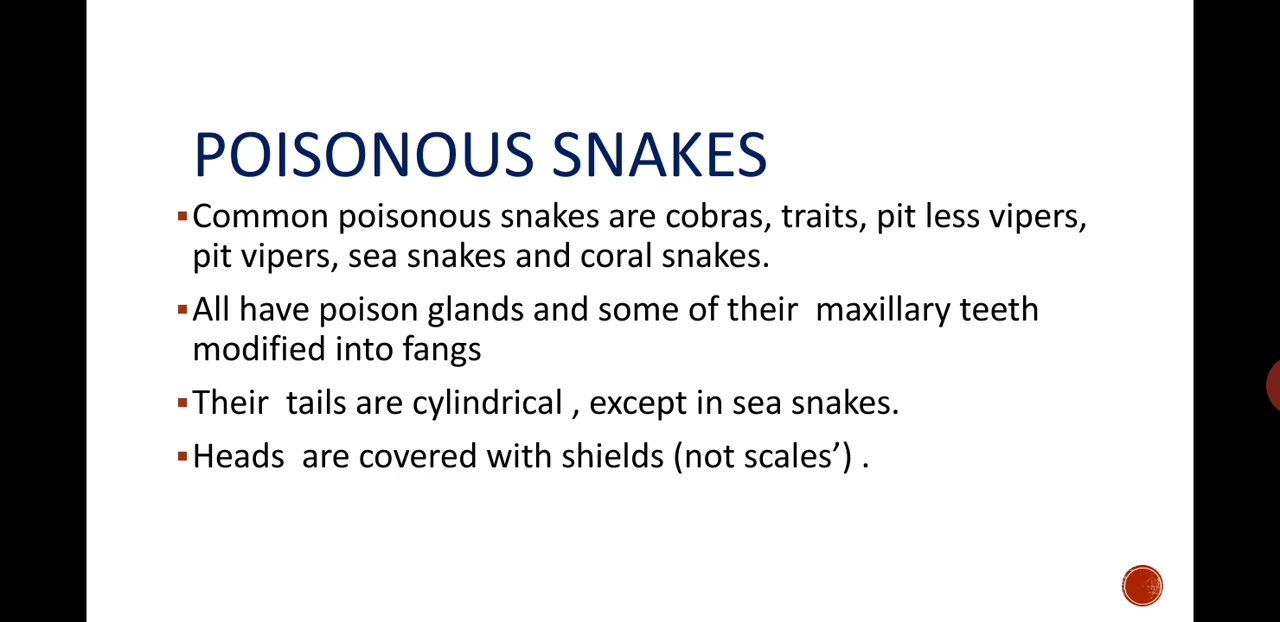 POISONOUS SNAKES
▪Common poisonous snakes are cobras, traits, pit less vipers,
pit vipers, sea snakes and coral snakes.
▪All have poison glands and some of their  maxillary teeth
modified into fangs
▪Their  tails are cylindrical , except in sea snakes.
▪Heads  are covered with shields (not scales’) .